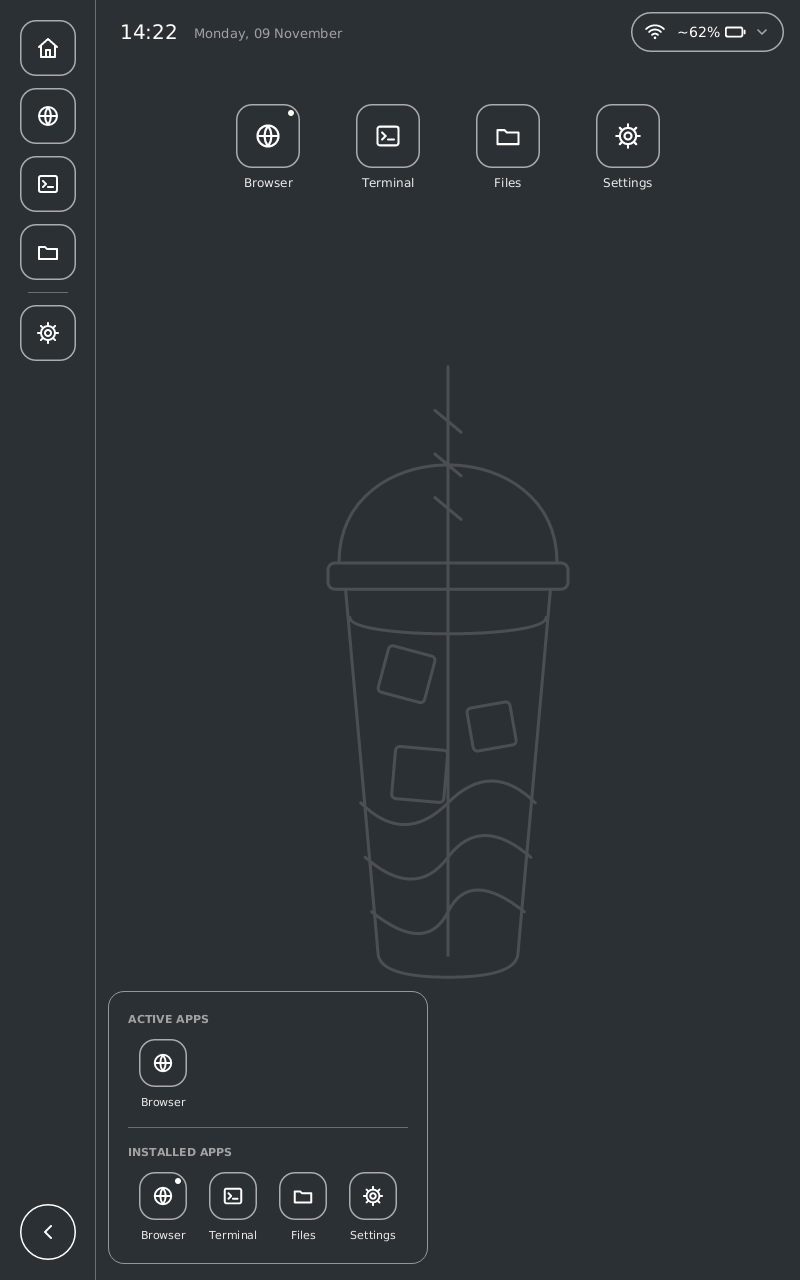 14:22 Monday, 09 November ~62%
Browser Terminal Files Settings
ACTIVE APPS
Browser
INSTALLED APPS
Browser Terminal Files Settings